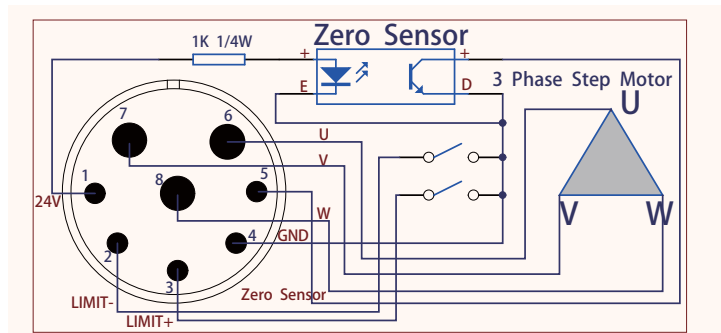 1K 1/4W
Zero Sensor
+
+
E
D
3 Phase Step Motor
U
7
6
U
V
8
5
1
24V
W
V
W
4
GND
2
3
Zero Sensor
LIMIT-
LIMIT+